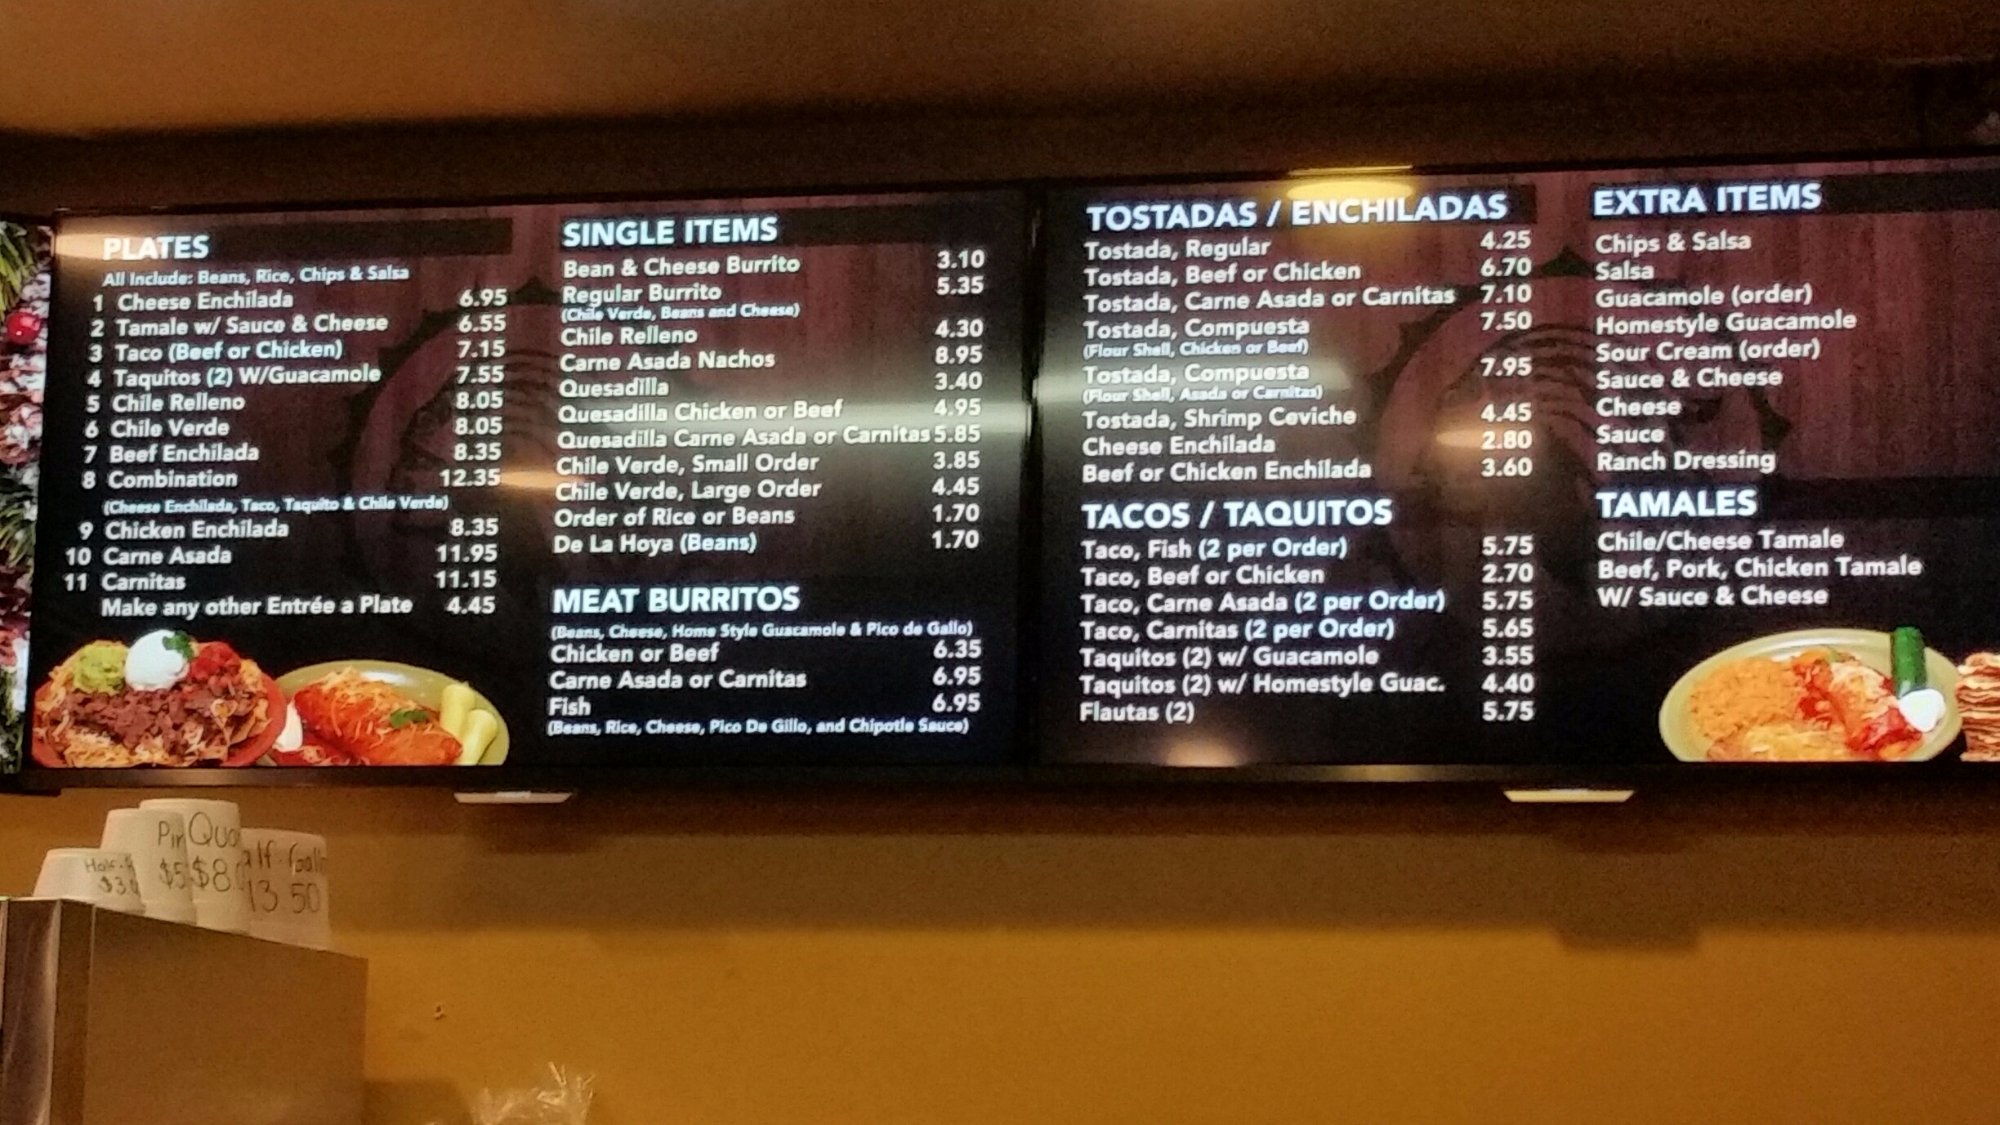 PLATES
All Include: Beans, Rice, Chips & Salsa
1 Cheese Enchilada 6.95
2 Tamale w/ Sauce & Cheese 6.55
3 Taco (Beef or Chicken) 7.15
4 Taquitos (2) W/Guacamole 7.55
5 Chile Relleno 8.05
6 Chile Verde 8.05
7 Beef Enchilada 8.35
8 Combination 12.35
(Cheese Enchilada, Taco, Taquito & Chile Verde)
9 Chicken Enchilada 8.35
10 Carne Asada 11.95
11 Carnitas 11.15
Make any other Entrée a Plate 4.45
SINGLE ITEMS
Bean & Cheese Burrito 3.10
Regular Burrito 5.35
(Chile Verde, Beans and Cheese)
Chile Relleno 4.30
Carne Asada Nachos 8.95
Quesadilla 3.40
Quesadilla Chicken or Beef 4.95
Quesadilla Carne Asada or Carnitas 5.85
Chile Verde, Small Order 3.85
Chile Verde, Large Order 4.45
Order of Rice or Beans 1.70
De La Hoya (Beans) 1.70
MEAT BURRITOS
(Beans, Cheese, Home Style Guacamole & Pico de Gallo)
Chicken or Beef 6.35
Carne Asada or Carnitas 6.95
Fish 6.95
(Beans, Rice, Cheese, Pico De Gillo, and Chipotle Sauce)
TOSTADAS / ENCHILADAS
Tostada, Regular 4.25
Tostada, Beef or Chicken 6.70
Tostada, Carne Asada or Carnitas 7.10
Tostada, Compuesta 7.50
(Flour Shell, Chicken or Beef)
Tostada, Compuesta 7.95
(Flour Shell, Asada or Carnitas)
Tostada, Shrimp Ceviche 4.45
Cheese Enchilada 2.80
Beef or Chicken Enchilada 3.60
TACOS / TAQUITOS
Taco, Fish (2 per Order) 5.75
Taco, Beef or Chicken 2.70
Taco, Carne Asada (2 per Order) 5.75
Taco, Carnitas (2 per Order) 5.65
Taquitos (2) w/ Guacamole 3.55
Taquitos (2) w/ Homestyle Guac. 4.40
Flautas (2) 5.75
EXTRA ITEMS
Chips & Salsa
Salsa
Guacamole (order)
Homestyle Guacamole
Sour Cream (order)
Sauce & Cheese
Cheese
Sauce
Ranch Dressing
TAMALES
Chile/Cheese Tamale
Beef, Pork, Chicken Tamale
W/ Sauce & Cheese
Half-
$3.
Pin
$5
Qua
$8.0
alf-Gall
13 50